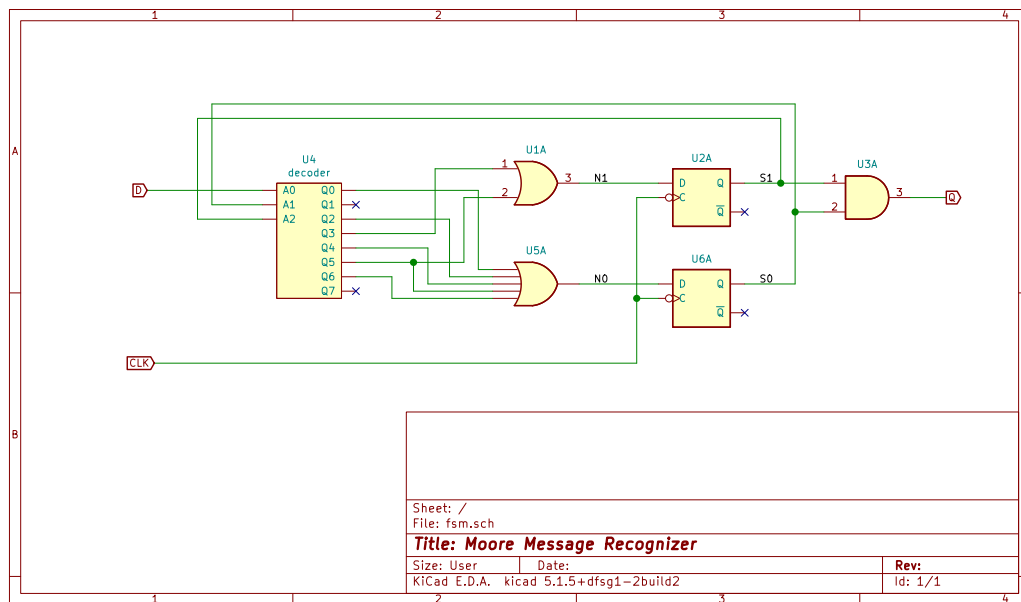 1 2 3 4
A
B
U4
decoder
D
A0 Q0
A1 Q1
A2 Q2
Q3
Q4
Q5
Q6
Q7
U1A
1
2
3
N1
U5A
N0
U2A
D Q
C
Q
S1
U6A
D Q
C
Q
S0
U3A
1
2
3
Q
CLK
Sheet: /
File: fsm.sch
Title: Moore Message Recognizer
Size: User Date: Rev:
KiCad E.D.A. kicad 5.1.5+dfsg1-2build2 Id: 1/1
1 2 3 4